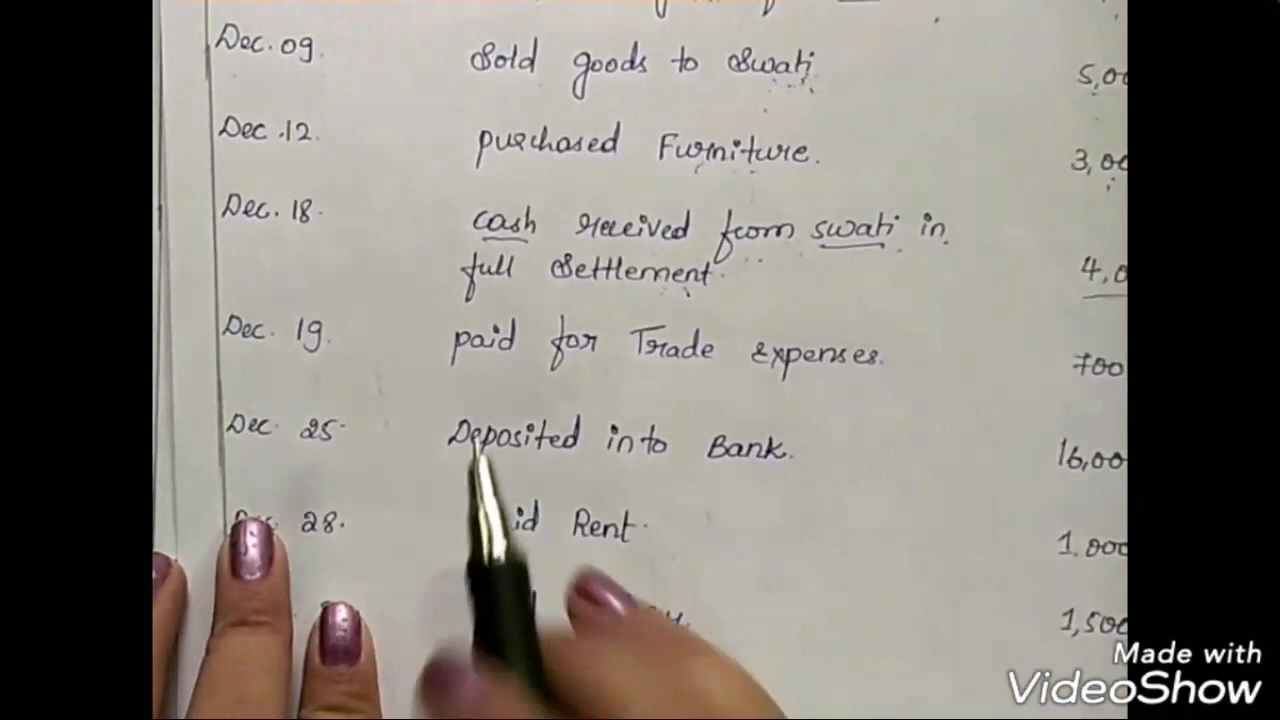 Dec. 09. Sold goods to Swati 5,00
Dec .12. purchased Furniture. 3,00
Dec. 18. cash received from swati in
full Settlement. 4,0
Dec. 19. paid for Trade expenses. 700
Dec. 25. Deposited into Bank. 16,00
28. Rent. 1,000
1,500
Made with
VideoShow